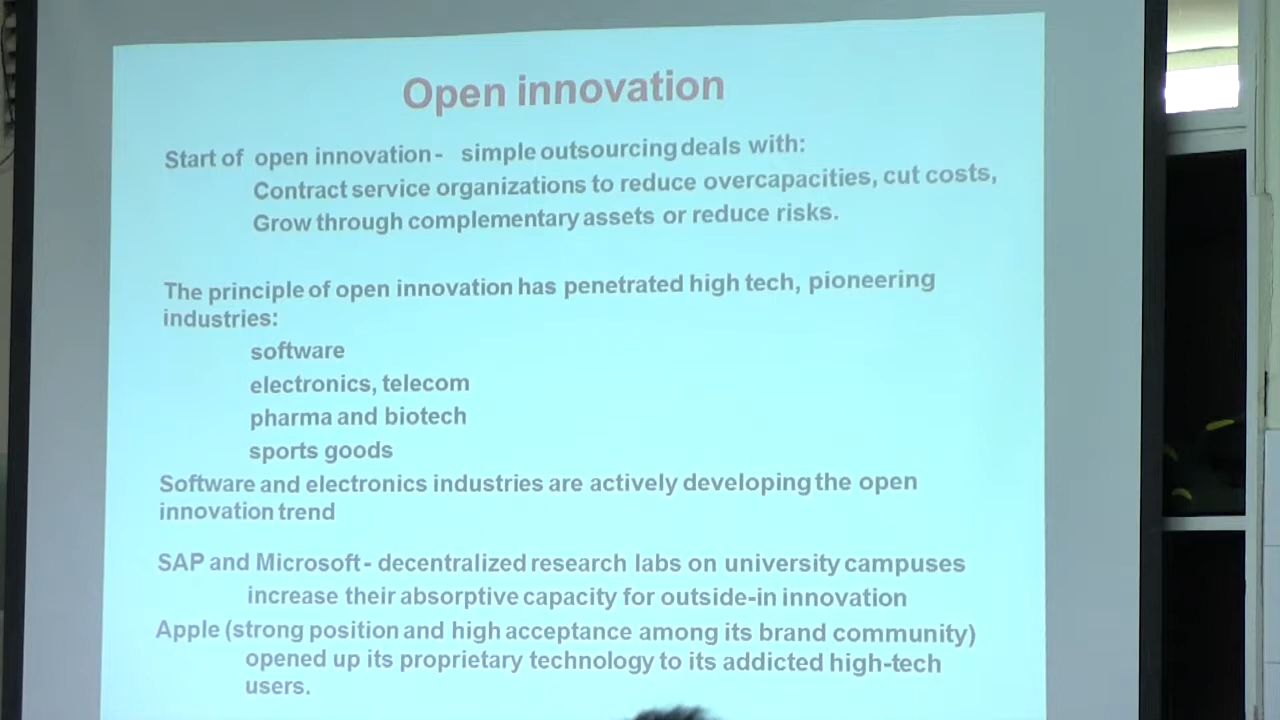 Open innovation
Start of open innovation - simple outsourcing deals with:
Contract service organizations to reduce overcapacities, cut costs,
Grow through complementary assets or reduce risks.
The principle of open innovation has penetrated high tech, pioneering
industries:
software
electronics, telecom
pharma and biotech
sports goods
Software and electronics industries are actively developing the open
innovation trend
SAP and Microsoft - decentralized research labs on university campuses
increase their absorptive capacity for outside-in innovation
Apple (strong position and high acceptance among its brand community)
opened up its proprietary technology to its addicted high-tech
users.